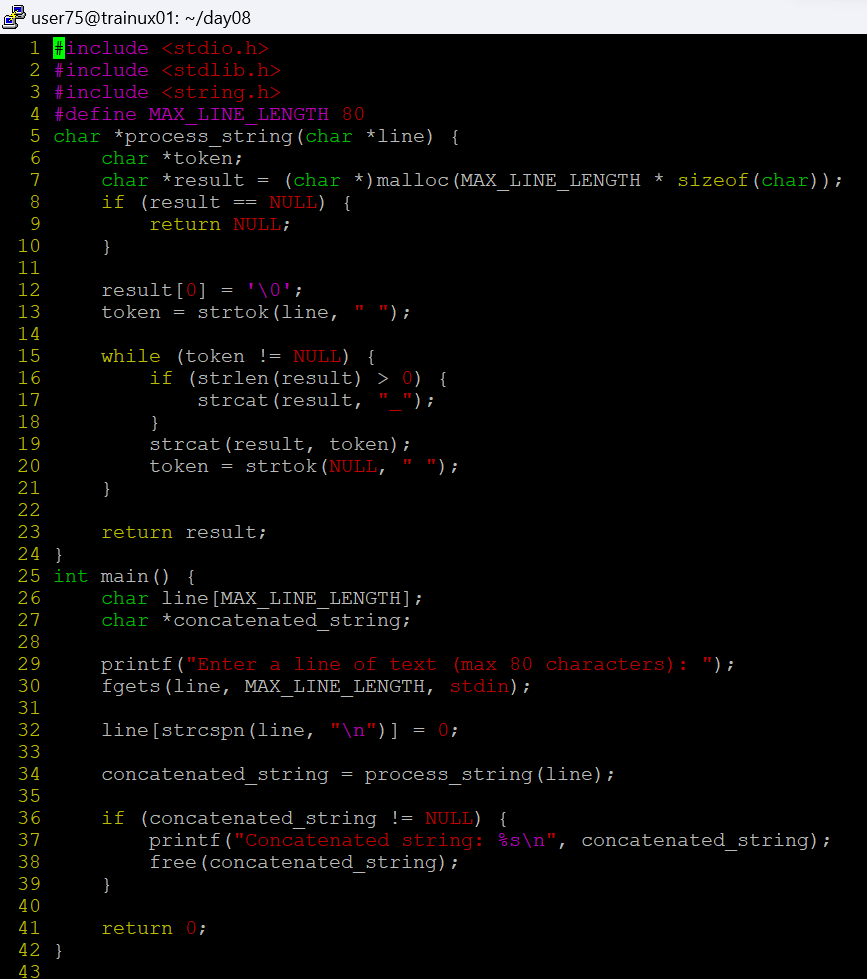 user75@trainux01: ~/day08
1 #include <stdio.h>
2 #include <stdlib.h>
3 #include <string.h>
4 #define MAX_LINE_LENGTH 80
5 char *process_string(char *line) {
6     char *token;
7     char *result = (char *)malloc(MAX_LINE_LENGTH * sizeof(char));
8     if (result == NULL) {
9         return NULL;
10     }
11
12     result[0] = '\0';
13     token = strtok(line, " ");
14
15     while (token != NULL) {
16         if (strlen(result) > 0) {
17             strcat(result, "_");
18         }
19         strcat(result, token);
20         token = strtok(NULL, " ");
21     }
22
23     return result;
24 }
25 int main() {
26     char line[MAX_LINE_LENGTH];
27     char *concatenated_string;
28
29     printf("Enter a line of text (max 80 characters): ");
30     fgets(line, MAX_LINE_LENGTH, stdin);
31
32     line[strcspn(line, "\n")] = 0;
33
34     concatenated_string = process_string(line);
35
36     if (concatenated_string != NULL) {
37         printf("Concatenated string: %s\n", concatenated_string);
38         free(concatenated_string);
39     }
40
41     return 0;
42 }
43